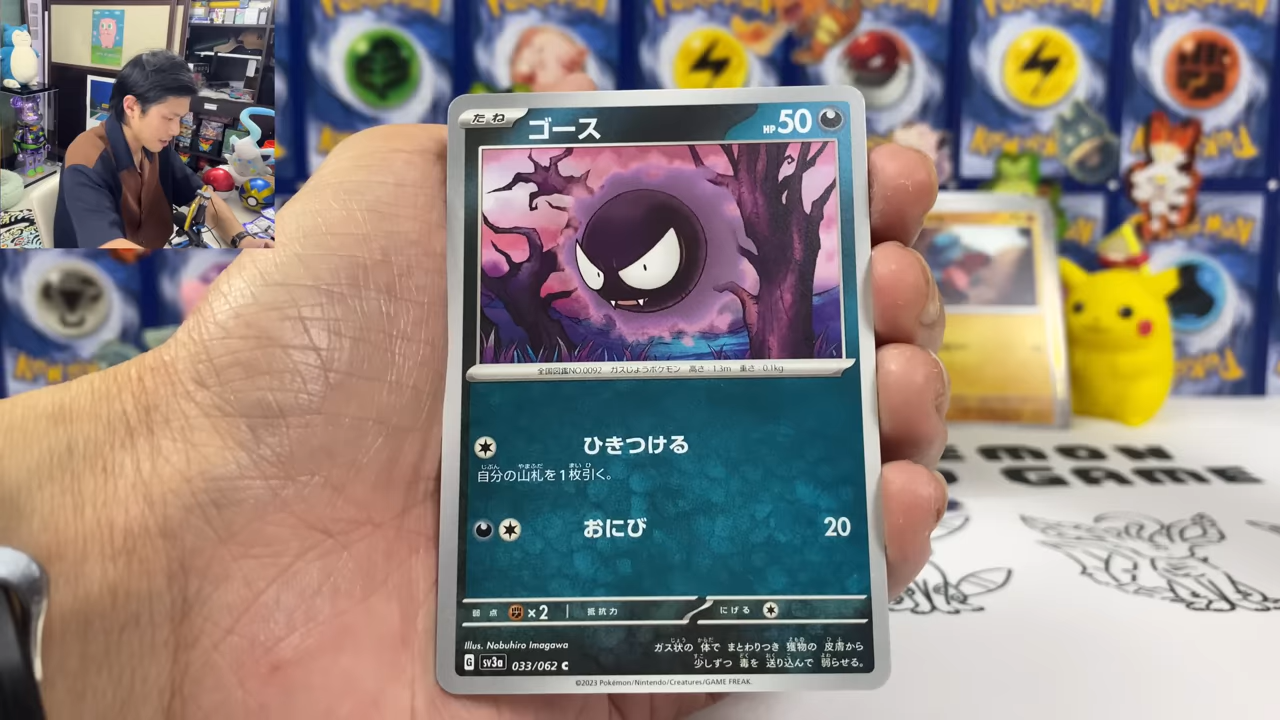 たね ゴース HP 50
全国図鑑NO.0092 ガスじょうポケモン 高さ:1.3m 重さ:0.1kg
ひきつける
自分の山札を1枚引く。
おにび 20
弱点 ×2 抵抗力 にげる
Illus. Nobuhiro Imagawa
ガス状の 体で まとわりつき 獲物の 皮膚から
少しずつ 毒を 送り込んで 弱らせる。
G sv3a 033/062 C
©2023 Pokémon/Nintendo/Creatures/GAME FREAK.